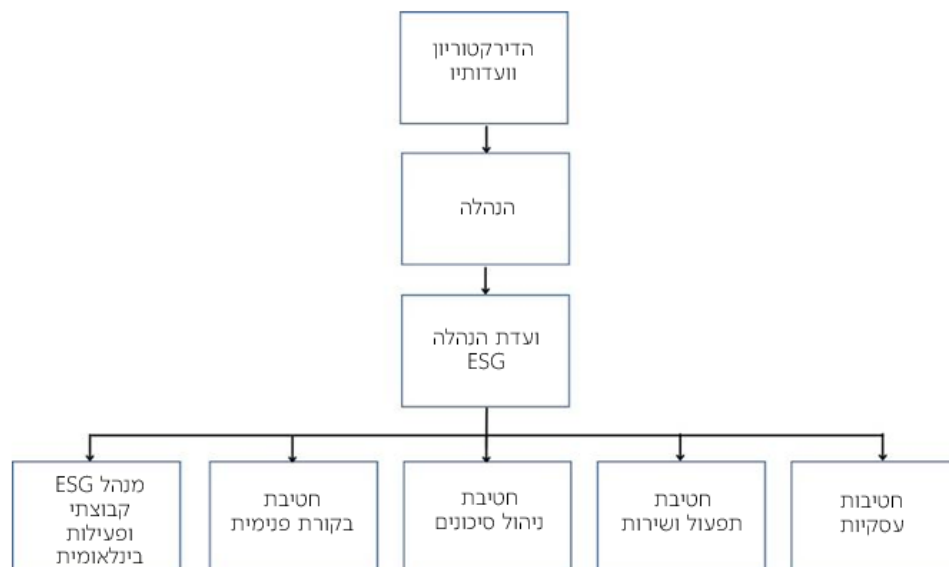 הדירקטוריון
וועדותיו
הנהלה
ועדת הנהלה
ESG
חטיבות
עסקיות
חטיבת
תפעול ושירות
חטיבת
ניהול סיכונים
חטיבת
בקורת פנימית
מנהל ESG
קבוצתי
ופעילות
בינלאומית